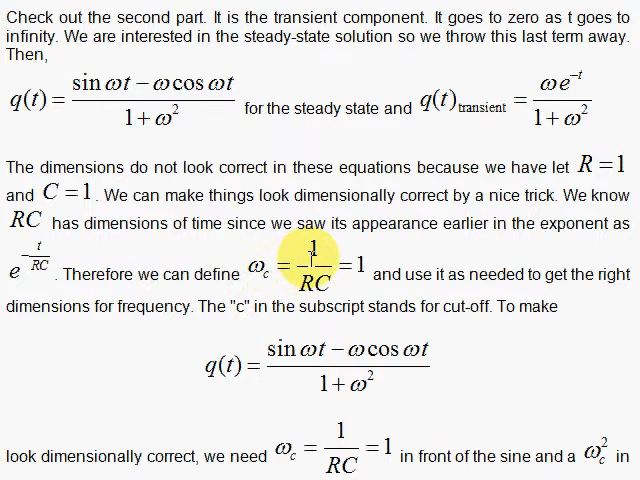 Check out the second part. It is the transient component. It goes to zero as t goes to
infinity. We are interested in the steady-state solution so we throw this last term away.
Then,
q(t) = (sin ωt − ω cos ωt) / (1 + ω²) for the steady state and q(t)transient = ωe^(−t) / (1 + ω²)
The dimensions do not look correct in these equations because we have let R = 1
and C = 1. We can make things look dimensionally correct by a nice trick. We know
RC has dimensions of time since we saw its appearance earlier in the exponent as
e^(−t/RC). Therefore we can define ω_c = 1/RC = 1 and use it as needed to get the right
dimensions for frequency. The "c" in the subscript stands for cut-off. To make
q(t) = (sin ωt − ω cos ωt) / (1 + ω²)
look dimensionally correct, we need ω_c = 1/RC = 1 in front of the sine and a ω_c² in